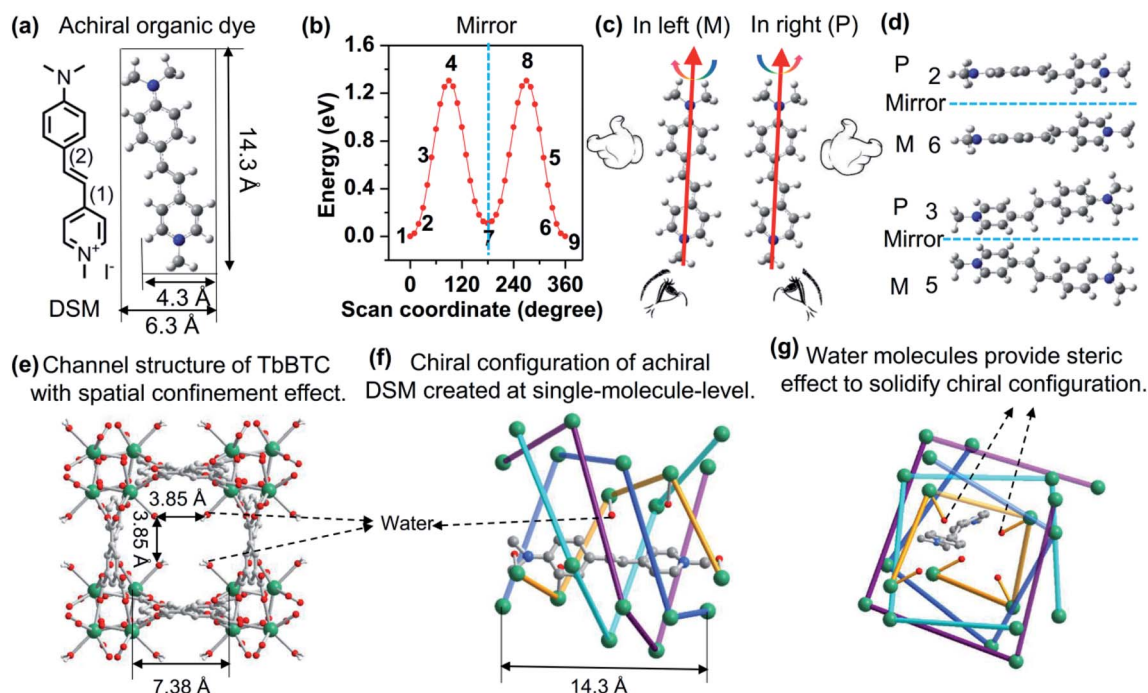 (a) Achiral organic dye
N
(2)
(1)
N+
I-
DSM
14.3 Å
4.3 Å
6.3 Å
(b) Mirror
Energy (eV)
1.6
1.2
0.8
0.4
0.0
1
2
3
4
5
6
7
8
9
0 90 180 270 360
Scan coordinate (degree)
(c) In left (M) In right (P)
(d)
P 2
Mirror
M 6
P 3
Mirror
M 5
(e) Channel structure of TbBTC
with spatial confinement effect.
3.85 Å
3.85 Å
7.38 Å
Water
(f) Chiral configuration of achiral
DSM created at single-molecule-level.
14.3 Å
(g) Water molecules provide steric
effect to solidify chiral configuration.